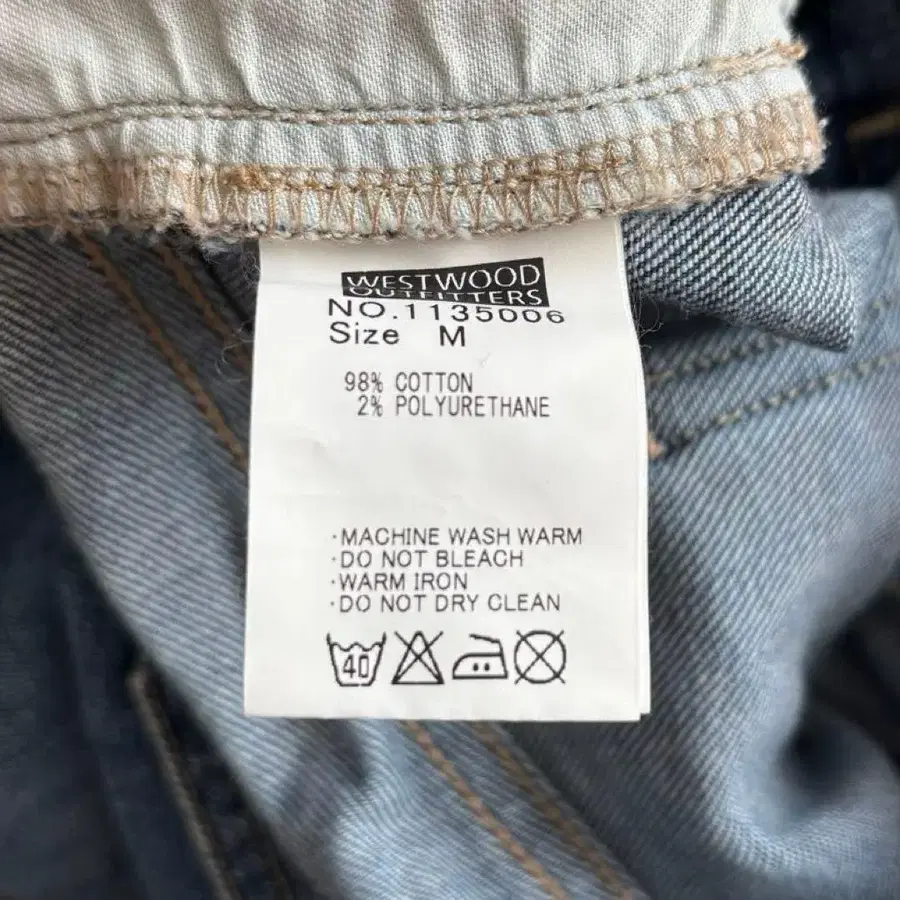 WESTWOOD
OUTFITTERS
NO.1135006
Size M
98% COTTON
2% POLYURETHANE
·MACHINE WASH WARM
·DO NOT BLEACH
·WARM IRON
·DO NOT DRY CLEAN
40